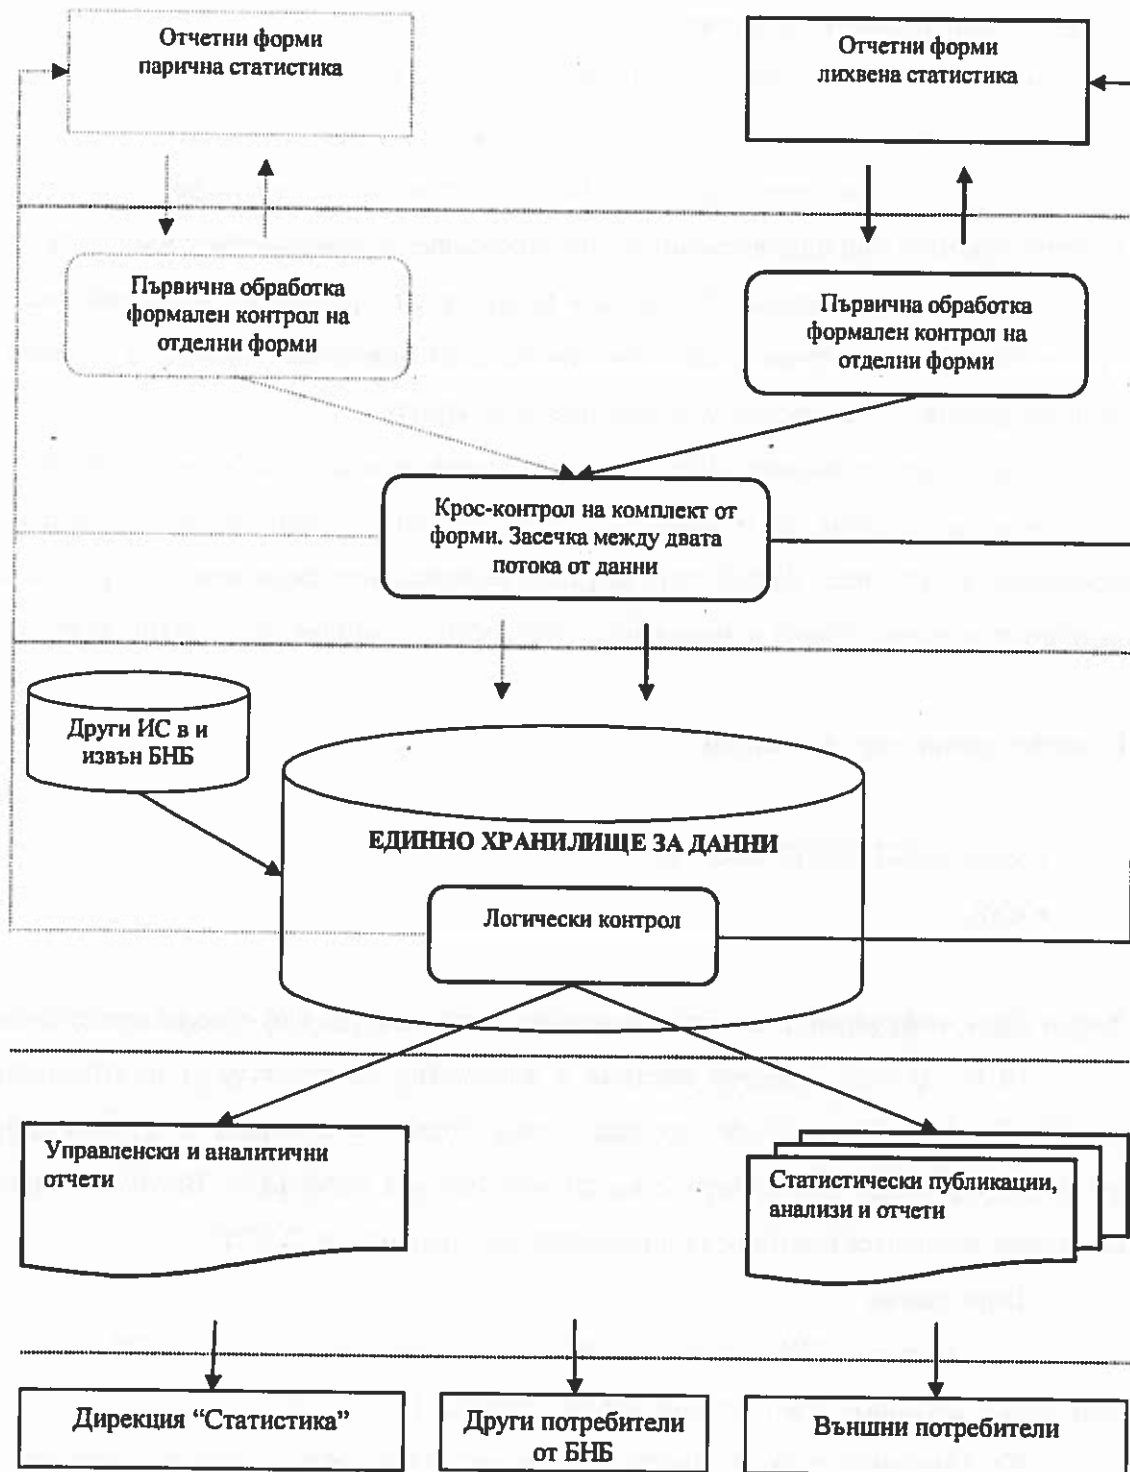 Отчетни форми
парична статистика
Отчетни форми
лихвена статистика
Първична обработка
формален контрол на
отделни форми
Първична обработка
формален контрол на
отделни форми
Крос-контрол на комплект от
форми. Засечка между двата
потока от данни
Други ИС в и
извън БНБ
ЕДИННО ХРАНИЛИЩЕ ЗА ДАННИ
Логически контрол
Управленски и аналитични
отчети
Статистически публикации,
анализи и отчети
Дирекция “Статистика”
Други потребители
от БНБ
Външни потребители